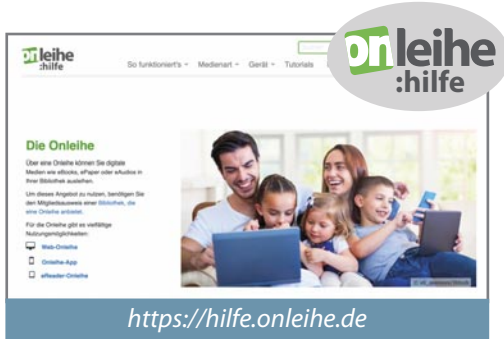 onleihe
:hilfe
onleihe
:hilfe
So funktioniert's Medienart Gerät Tutorials
Die Onleihe
Über eine Onleihe können Sie digitale
Medien wie eBooks, ePaper oder eAudios in
Ihrer Bibliothek ausleihen.
Um dieses Angebot zu nutzen, benötigen Sie
den Mitgliedsausweis einer Bibliothek, die
eine Onleihe anbietet.
Für die Onleihe gibt es vielfältige
Nutzungsmöglichkeiten:
Web-Onleihe
Onleihe-App
eReader-Onleihe
https://hilfe.onleihe.de